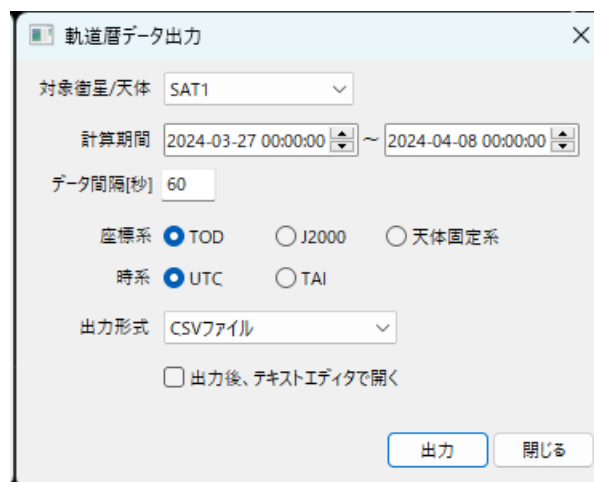 軌道暦データ出力
対象衛星/天体 SAT1
計算期間 2024-03-27 00:00:00 ～ 2024-04-08 00:00:00
データ間隔[秒] 60
座標系 TOD J2000 天体固定系
時系 UTC TAI
出力形式 CSVファイル
出力後、テキストエディタで開く
出力 閉じる